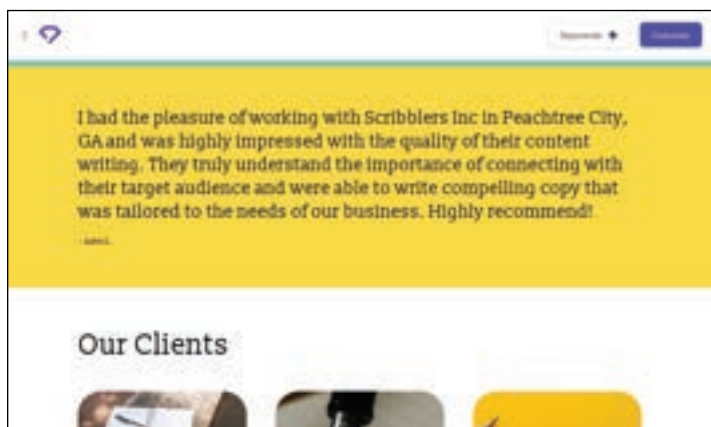 I had the pleasure of working with Scribblers Inc in Peachtree City,
GA and was highly impressed with the quality of their content
writing. They truly understand the importance of connecting with
their target audience and were able to write compelling copy that
was tailored to the needs of our business. Highly recommend!
Our Clients